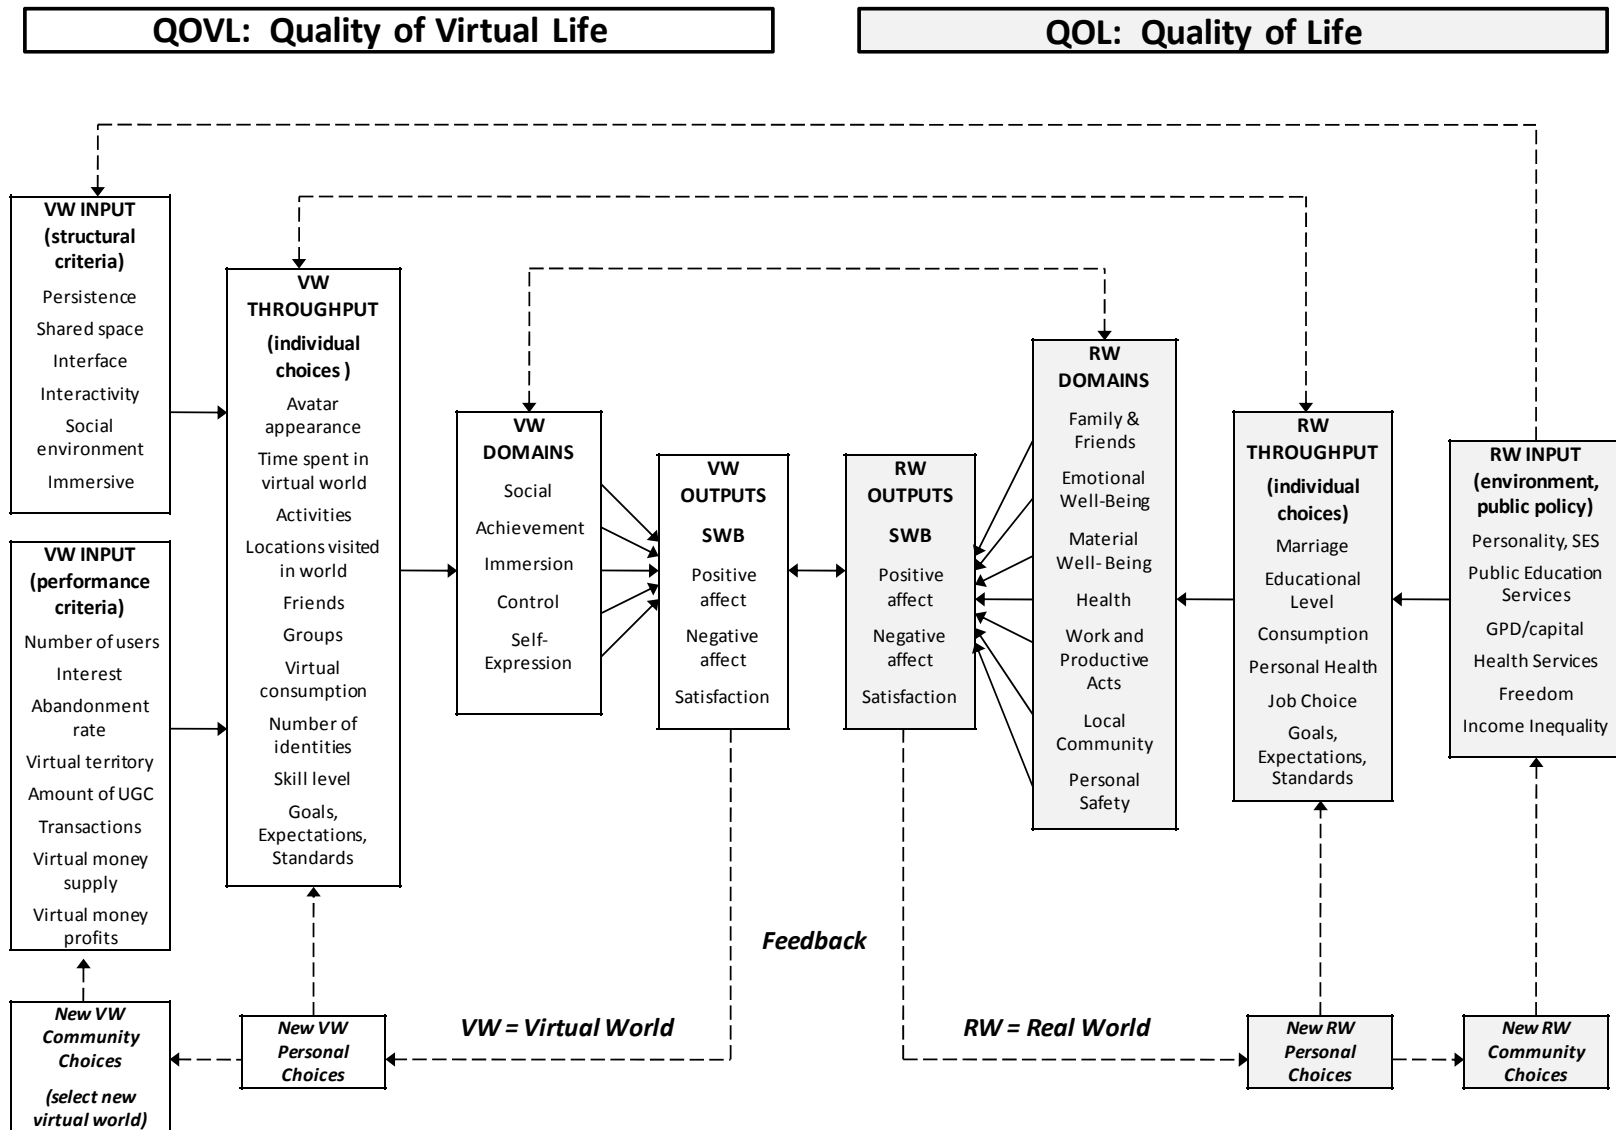 QOVL: Quality of Virtual Life
QOL: Quality of Life
VW INPUT
(structural
criteria)
Persistence
Shared space
Interface
Interactivity
Social
environment
Immersive
VW INPUT
(performance
criteria)
Number of users
Interest
Abandonment
rate
Virtual territory
Amount of UGC
Transactions
Virtual money
supply
Virtual money
profits
New VW
Community
Choices
(select new
virtual world)
VW
THROUGHPUT
(individual
choices )
Avatar
appearance
Time spent in
virtual world
Activities
Locations visited
in world
Friends
Groups
Virtual
consumption
Number of
identities
Skill level
Goals,
Expectations,
Standards
New VW
Personal
Choices
VW
DOMAINS
Social
Achievement
Immersion
Control
Self-
Expression
VW
OUTPUTS
SWB
Positive
affect
Negative
affect
Satisfaction
RW
OUTPUTS
SWB
Positive
affect
Negative
affect
Satisfaction
Feedback
VW = Virtual World
RW = Real World
RW
DOMAINS
Family &
Friends
Emotional
Well-Being
Material
Well- Being
Health
Work and
Productive
Acts
Local
Community
Personal
Safety
RW
THROUGHPUT
(individual
choices)
Marriage
Educational
Level
Consumption
Personal Health
Job Choice
Goals,
Expectations,
Standards
New RW
Personal
Choices
RW INPUT
(environment,
public policy)
Personality, SES
Public Education
Services
GPD/capital
Health Services
Freedom
Income Inequality
New RW
Community
Choices